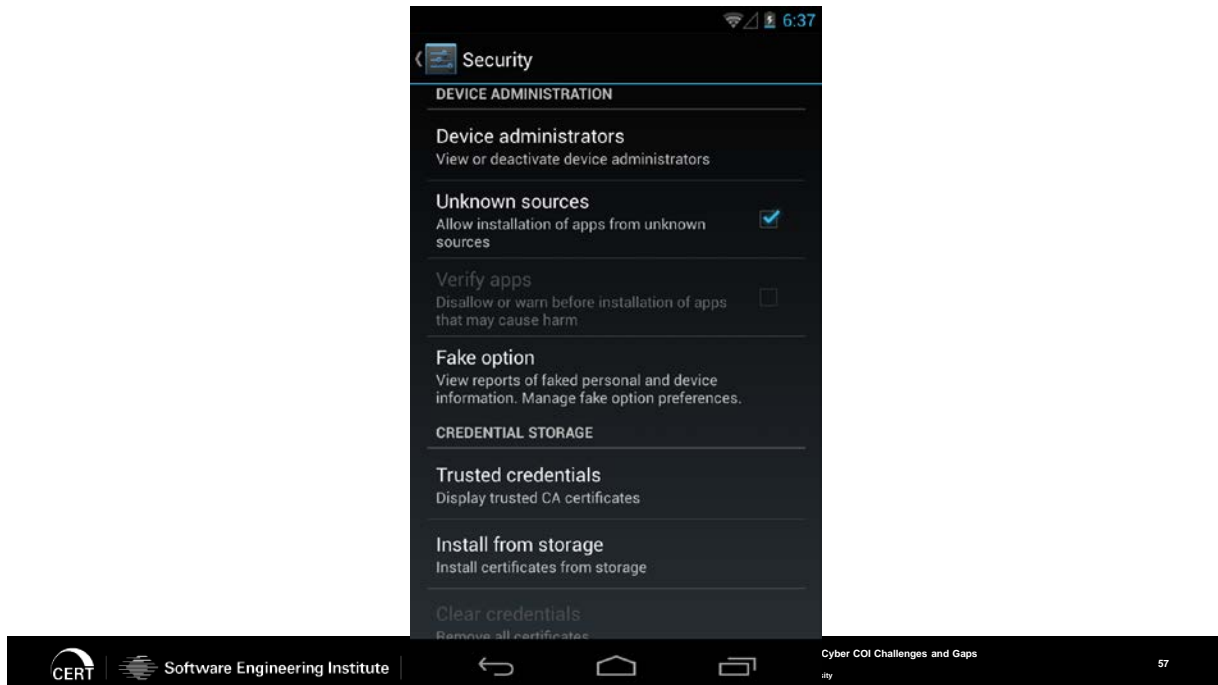 6:37
Security
DEVICE ADMINISTRATION
Device administrators
View or deactivate device administrators
Unknown sources
Allow installation of apps from unknown
sources
Verify apps
Disallow or warn before installation of apps
that may cause harm
Fake option
View reports of faked personal and device
information. Manage fake option preferences.
CREDENTIAL STORAGE
Trusted credentials
Display trusted CA certificates
Install from storage
Install certificates from storage
Clear credentials
Remove all certificates
CERT
Software Engineering Institute
Cyber COI Challenges and Gaps
57